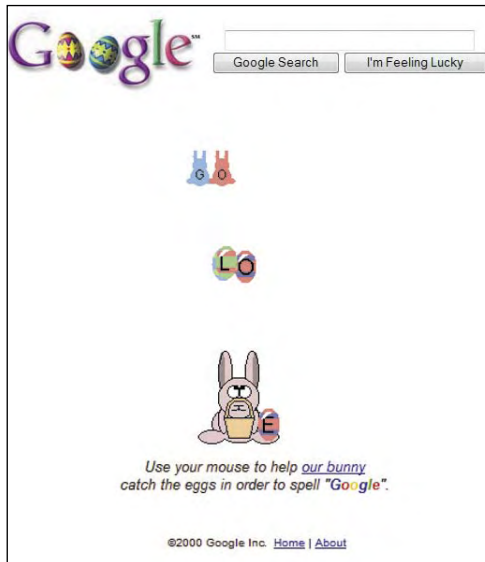 Google℠
Google Search I'm Feeling Lucky
G O
L O
E
Use your mouse to help our bunny
catch the eggs in order to spell "Google".
©2000 Google Inc. Home | About